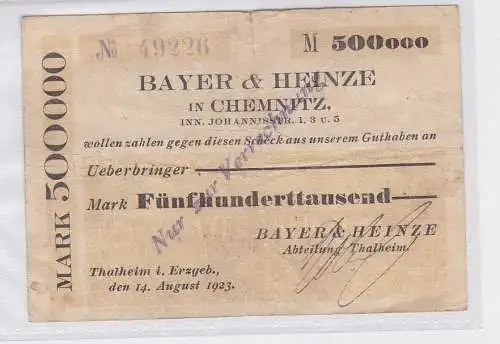 № 49226
M 500000
BAYER & HEINZE
IN CHEMNITZ.
INN. JOHANNISSTR. 1, 3 U. 5
wollen zahlen gegen diesen Scheck aus unserem Guthaben an
Ueberbringer
Mark Fünfhunderttausend
BAYER & HEINZE
Abteilung Thalheim.
Thalheim i. Erzgeb.,
den 14. August 1923.
MARK 500000
Nur zur Verrechnung